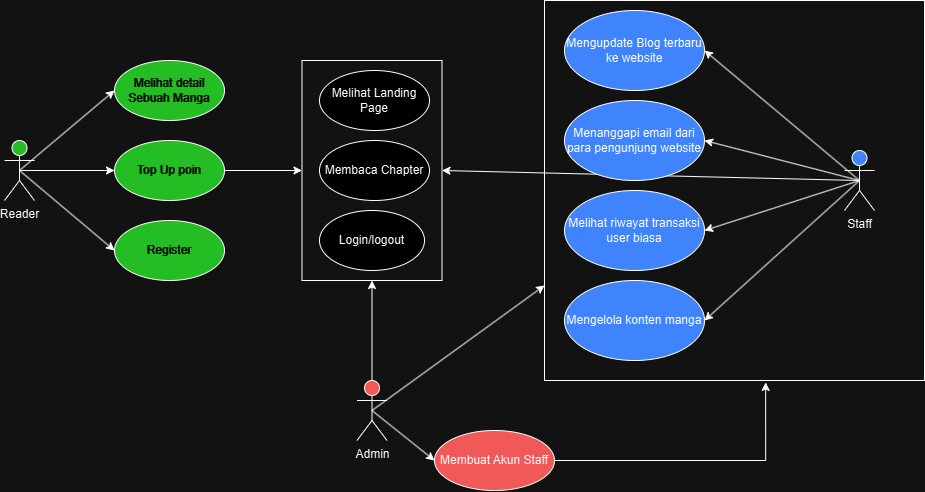 Melihat detail
Sebuah Manga
Top Up poin
Register
Reader
Melihat Landing
Page
Membaca Chapter
Login/logout
Mengupdate Blog terbaru
ke website
Menanggapi email dari
para pengunjung website
Melihat riwayat transaksi
user biasa
Mengelola konten manga
Staff
Admin
Membuat Akun Staff